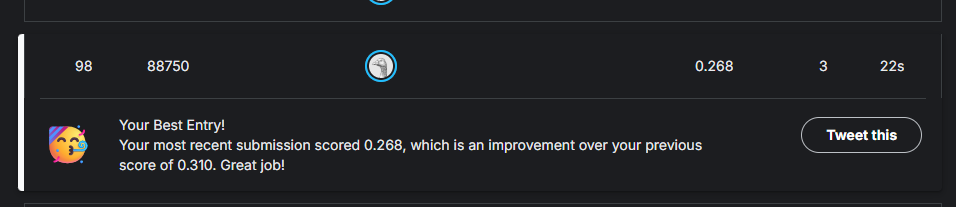 98 88750 0.268 3 22s
Your Best Entry!
Your most recent submission scored 0.268, which is an improvement over your previous
score of 0.310. Great job!
Tweet this